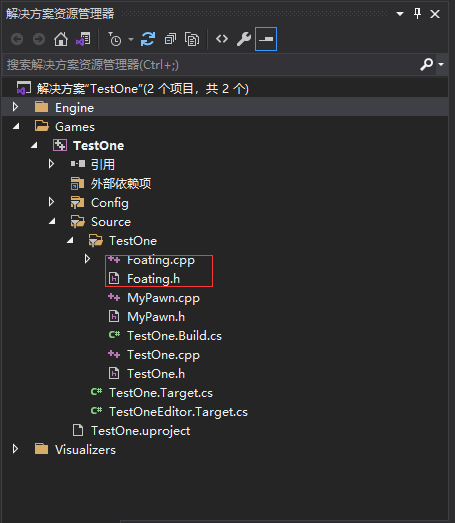 解决方案资源管理器
搜索解决方案资源管理器(Ctrl+;)
解决方案"TestOne"(2 个项目，共 2 个)
Engine
Games
TestOne
引用
外部依赖项
Config
Source
TestOne
Foating.cpp
Foating.h
MyPawn.cpp
MyPawn.h
TestOne.Build.cs
TestOne.cpp
TestOne.h
TestOne.Target.cs
TestOneEditor.Target.cs
TestOne.uproject
Visualizers